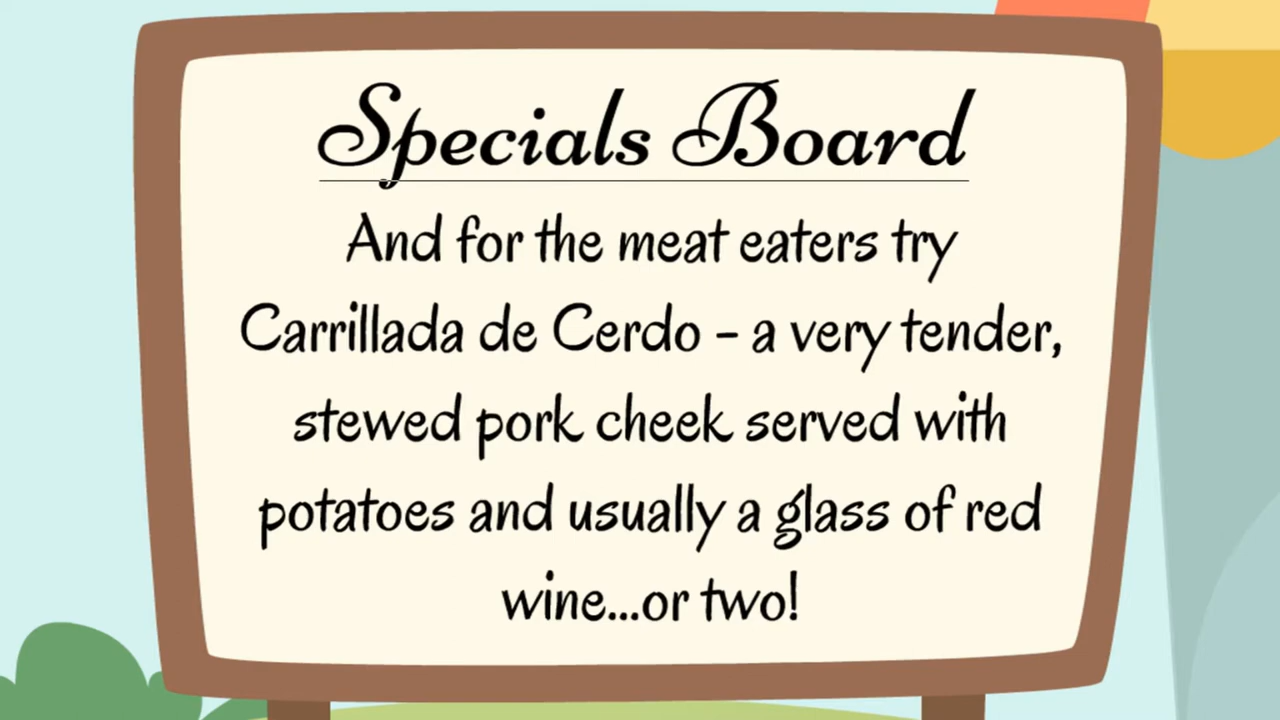 Specials Board
And for the meat eaters try
Carrillada de Cerdo - a very tender,
stewed pork cheek served with
potatoes and usually a glass of red
wine...or two!